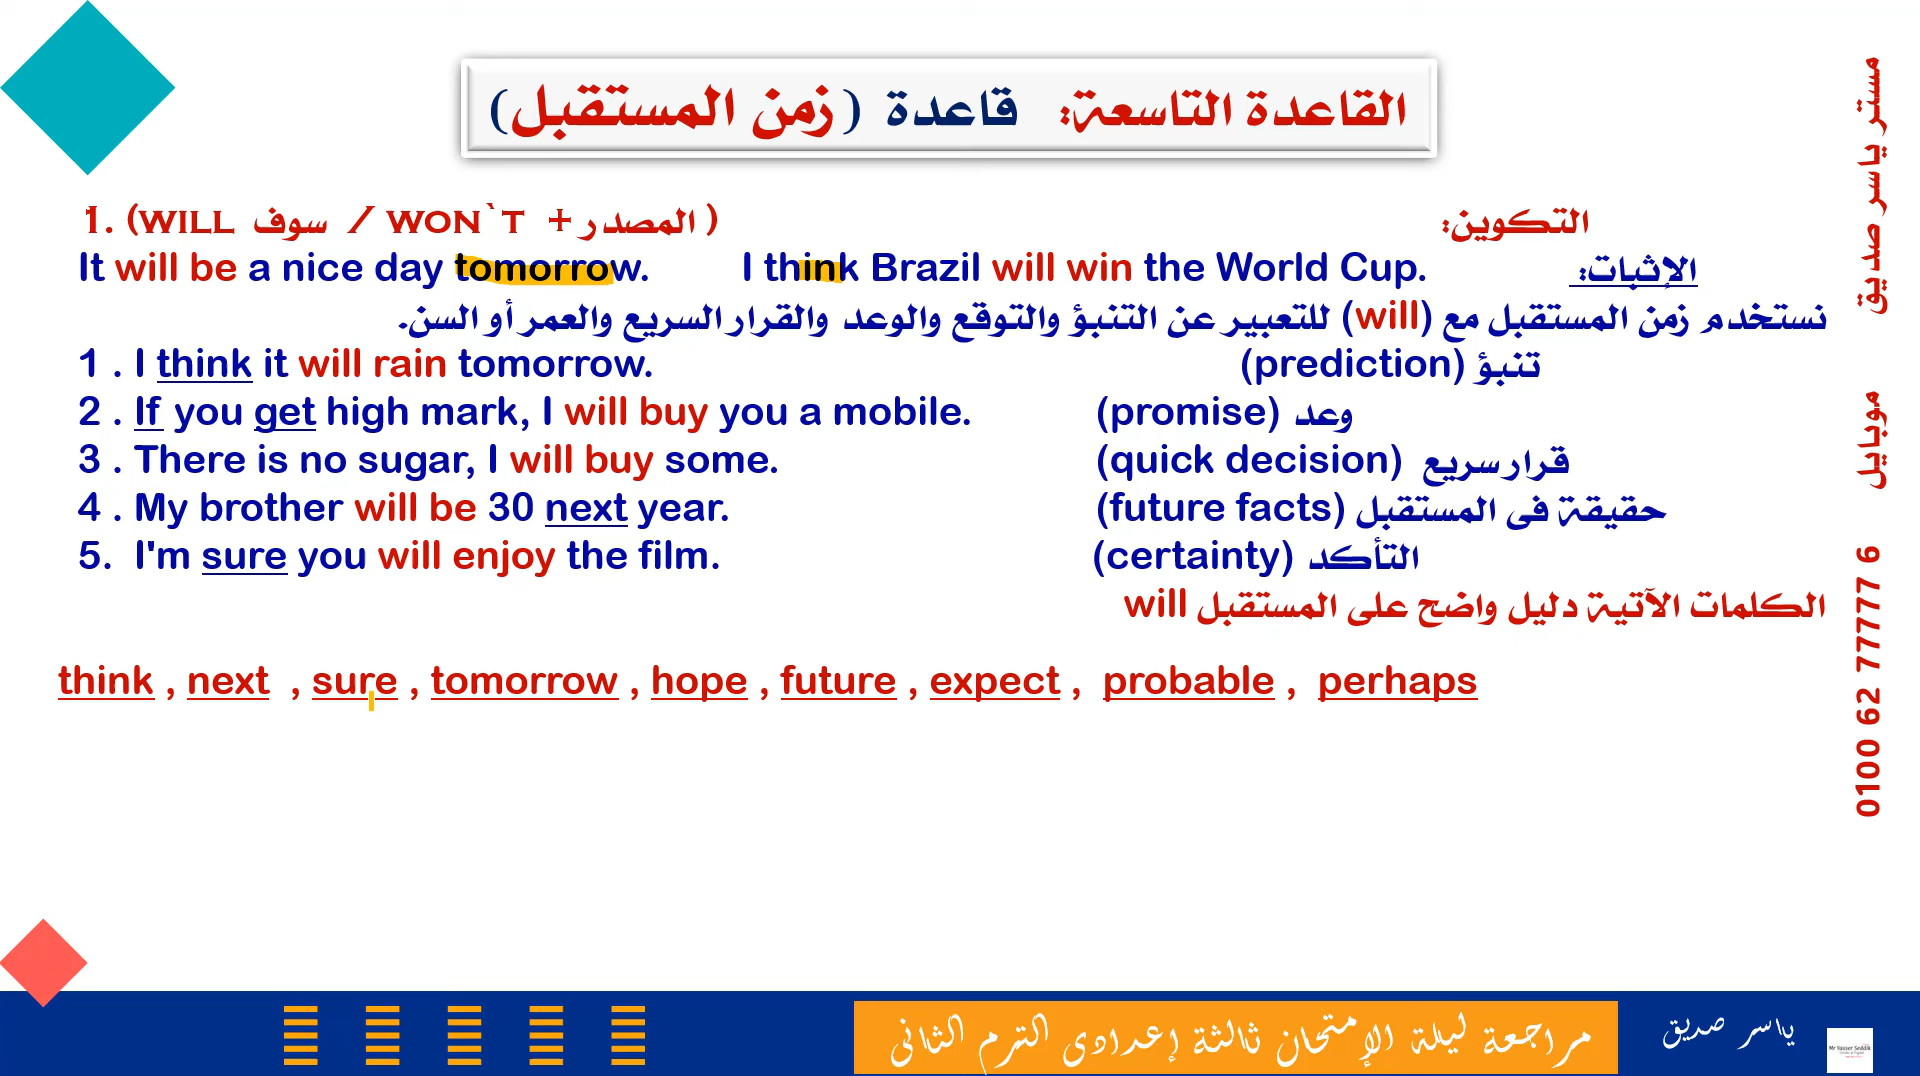 القاعدة التاسعة: قاعدة (زمن المستقبل)
التكوين:
1. (WILL سوف / WON`T + المصدر )
It will be a nice day tomorrow. I think Brazil will win the World Cup. الإثبات:
نستخدم زمن المستقبل مع (will) للتعبير عن التنبؤ والتوقع والوعد والقرار السريع والعمر أو السن.
1 . I think it will rain tomorrow. (prediction) تنبؤ
2 . If you get high mark, I will buy you a mobile. (promise) وعد
3 . There is no sugar, I will buy some. (quick decision) قرار سريع
4 . My brother will be 30 next year. (future facts) حقيقة فى المستقبل
5. I'm sure you will enjoy the film. (certainty) التأكد
الكلمات الآتية دليل واضح على المستقبل will
think , next , sure , tomorrow , hope , future , expect , probable , perhaps
مستر ياسر صديق موبايل 0100 62 77777 6
مراجعة ليلة الإمتحان ثالثة إعدادى الترم الثانى
ياسر صديق
Mr Yasser Seddik